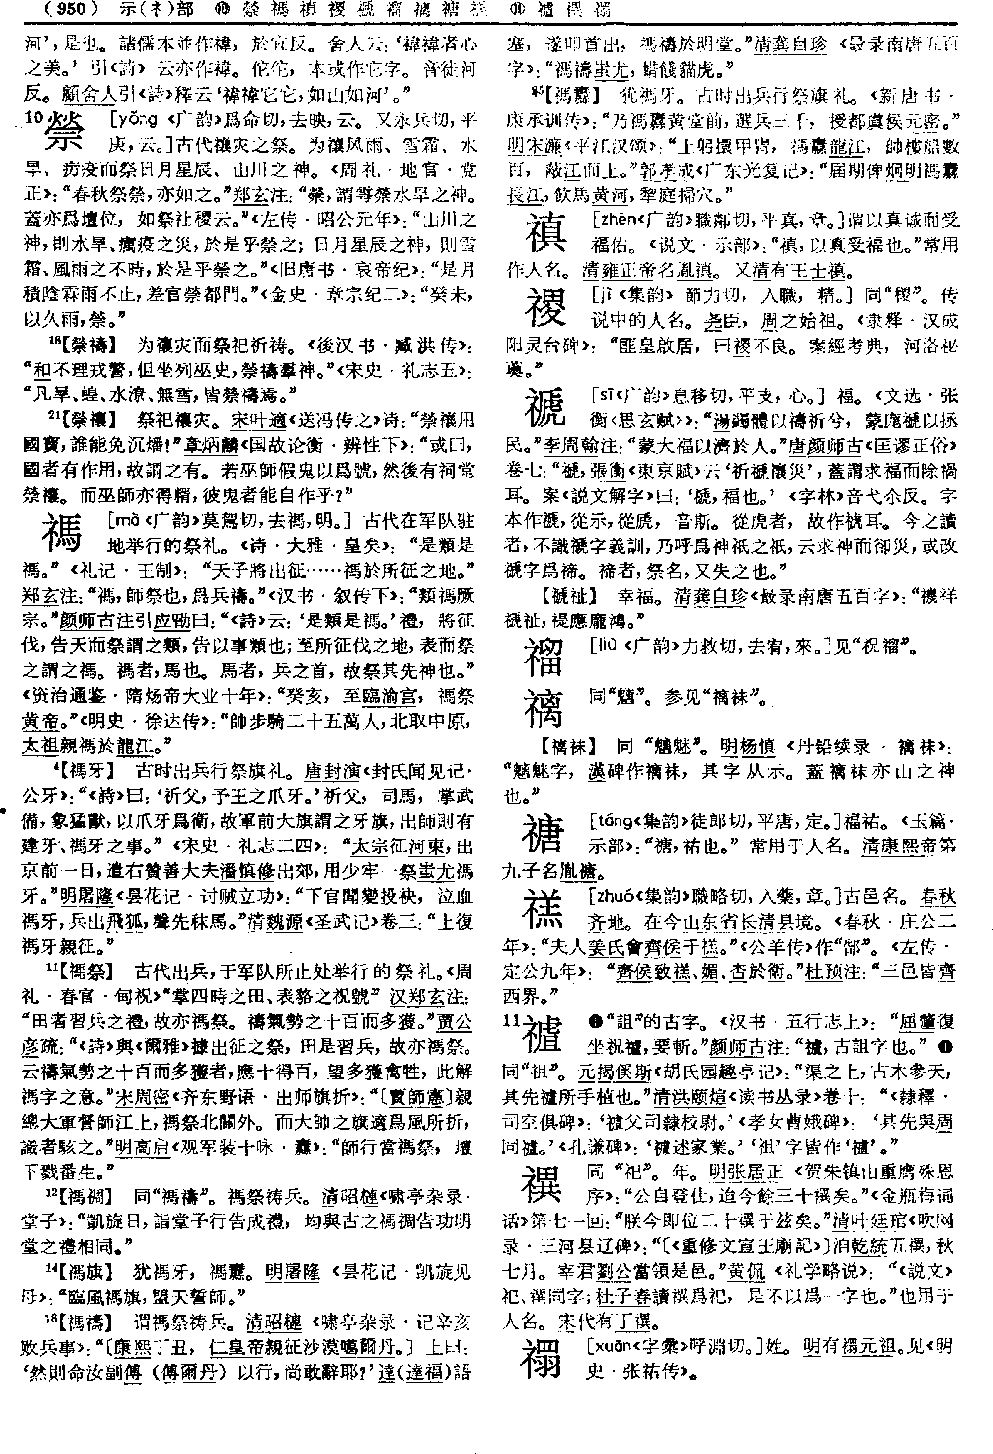 (950) 示(礻)部 ⑩ 禜 禡 禛 禝 褫 禷 禠 禟 禚 ⑪
河’，是也。諸儒本並作褘，於宜反。舍人云：‘褘褘者心
之美。’引《詩》云亦作褘。佗佗，本或作它字。音徒河
反。顧舍人引《詩》釋云‘褘褘它它，如山如河’。”
10 禜 [yǒng《广韵》爲命切，去映，云。又永兵切，平
庚，云。]古代禳灾之祭。为禳风雨、雪霜、水
旱、疠疫而祭日月星辰、山川之神。《周礼·地官·党
正》：“春秋祭禜，亦如之。”郑玄注：“禜，謂雩禜水旱之神。
蓋亦爲壇位，如祭社稷云。”《左传·昭公元年》：“山川之
神，則水旱、癘疫之災，於是乎禜之；日月星辰之神，則雪
霜、風雨之不時，於是乎禜之。”《旧唐书·哀帝纪》：“是月
積陰霖雨不止，差官禜都門。”《金史·章宗纪二》：“癸未，
以久雨，禜。”
18【禜禱】 为禳灾而祭祀祈祷。《後汉书·臧洪传》：
“和不理戎警，但坐列巫史，禜禱羣神。”《宋史·礼志五》：
“凡旱、蝗、水潦、無雪，皆禜禱焉。”
21【禜禳】 祭祀禳灾。宋叶適《送冯传之》诗：“禜禳用
國寶，誰能免沉燔！”章炳麟《国故论衡·辨性下》：“或曰，
國者有作用，故謂之有。若巫師假鬼以爲號，然後有祠堂
禜禳。而巫師亦得糈，彼鬼者能自作乎？”
禡 [mà《广韵》莫駕切，去禡，明。]古代在军队驻
地举行的祭礼。《诗·大雅·皇矣》：“是類是
禡。”《礼记·王制》：“天子將出征……禡於所征之地。”
郑玄注：“禡，師祭也，爲兵禱。”《汉书·叙传下》：“類禡厥
宗。”颜师古注引应劭曰：“《詩》云：‘是類是禡。’禮，將征
伐，告天而祭謂之類，告以事類也；至所征伐之地，表而祭
之謂之禡。禡者，馬也。馬者，兵之首，故祭其先神也。”
《资治通鉴·隋炀帝大业十年》：“癸亥，至臨渝宫，禡祭
黄帝。”《明史·徐达传》：“帥步騎二十五萬人，北取中原，
太祖親禡於龍江。”
4【禡牙】 古时出兵行祭旗礼。唐封演《封氏闻见记·
公牙》：“《詩》曰：‘祈父，予王之爪牙。’祈父，司馬，掌武
備，象猛獸，以爪牙爲衛，故軍前大旗謂之牙旗，出師則有
建牙、禡牙之事。”《宋史·礼志二四》：“太宗征河東，出
京前一日，遣右贊善大夫潘慎修出郊，用少牢一祭蚩尤禡
牙。”明屠隆《昙花记·讨贼立功》：“下官聞變投袂，泣血
禡牙，兵出飛狐，聲先秣馬。”清魏源《圣武记》卷三：“上復
禡牙親征。”
11【禡祭】 古代出兵，于军队所止处举行的祭礼。《周
礼·春官·甸祝》“掌四時之田、表貉之祝號”汉郑玄注：
“田者習兵之禮，故亦禡祭。禱氣勢之十百而多獲。”贾公
彦疏：“《詩》與《爾雅》據出征之祭，田是習兵，故亦禡祭。
云禱氣勢之十百而多獲者，應十得百，望多獲禽牲，此解
禡字之意。”宋周密《齐东野语·出师旗折》：“〔賈師憲〕親
總大軍督師江上，禡祭北關外。而大帥之旗適爲風所折，
識者駭之。”明高启《观军装十咏·纛》：“師行當禡祭，壇
下戮番生。”
12【禡禂】 同“禡禱”。禡祭祷兵。清昭槤《啸亭杂录·
堂子》：“凱旋日，詣堂子行告成禮，均與古之禡禂告功明
堂之禮相同。”
14【禡旗】 犹禡牙，禡纛。明屠隆《昙花记·凯旋见
母》：“臨風禡旗，盟天誓師。”
18【禡禱】 谓禡祭祷兵。清昭槤《啸亭杂录·记辛亥
败兵事》：“〔康熙丁丑，仁皇帝親征沙漠噶爾丹。〕上曰：
‘然則命汝副傅（傅爾丹）以行，尚敢辭耶？’達（達福）語
塞，遂叩首出，禡禱於明堂。”清龚自珍《最录南唐五百
字》：“禡禱蚩尤，蜡餞貓虎。”
25【禡纛】 犹禡牙。古时出兵行祭旗礼。《新唐书·
康承训传》：“乃禡纛黄堂前，選兵三千，授都虞侯元密。”
明宋濂《平江汉颂》：“上躬擐甲胄，禡纛龍江，帥樓船數
百，敵江而上。”郭孝成《广东光复记》：“屆期俾炯明禡纛
長江，飲馬黄河，犁庭掃穴。”
禛 [zhēn《广韵》職鄰切，平真，章。]谓以真诚而受
福佑。《说文·示部》：“禛，以真受福也。”常用
作人名。清雍正帝名胤禛。又清有王士禛。
禝 [jì《集韵》節力切，入職，精。]同“稷”。传
说中的人名。尧臣，周之始祖。《隶释·汉成
阳灵台碑》：“匪皇啟居，日禝不良。案經考典，河洛祕
奥。”
禠 [sī《广韵》息移切，平支，心。]福。《文选·张
衡〈思玄赋〉》：“湯蠲體以禱祈兮，蒙厖禠以拯
民。”李周翰注：“蒙大福以濟於人。”唐颜师古《匡谬正俗》
卷七：“禠，張衡《東京賦》云‘祈禠禳災’，蓋謂求福而除禍
耳。案《説文解字》曰：‘禠，福也。’《字林》音弋尒反。字
本作禠，從示，從虒，音斯。從虎者，故作褫耳。今之讀
者，不識禠字義訓，乃呼爲神祇之祇，云求神而卻災，或改
禠字爲禘。禘者，祭名，又失之也。”
【禠祉】 幸福。清龚自珍《最录南唐五百字》：“禨祥
禠祉，禔應龐鴻。”
禷 [liù《广韵》力救切，去宥，來。]见“祝禷”。
禠 同“魑”。参见“禠袜”。
【禠袜】 同“魑魅”。明杨慎《丹铅续录·禠袜》：
“魑魅字，漢碑作禠袜，其字从示。蓋禠袜亦山之神
也。”
禟 [táng《集韵》徒郎切，平唐，定。]福祐。《玉篇·
示部》：“禟，祐也。”常用于人名。清康熙帝第
九子名胤禟。
禚 [zhuó《集韵》職略切，入藥，章。]古邑名。春秋
齐地。在今山东省长清县境。《春秋·庄公二
年》：“夫人姜氏會齊侯于禚。”《公羊传》作“郜”。《左传·
定公九年》：“齊侯致禚、媚、杏於衛。”杜预注：“三邑皆齊
西界。”
11 ❶“詛”的古字。《汉书·五行志上》：“屈氂復
坐祝禣，要斬。”颜师古注：“禣，古詛字也。”❷
同“祖”。元揭傒斯《胡氏园趣亭记》：“渠之上，古木参天，
其先禣所手植也。”清洪颐煊《读书丛录》卷十：“《隸釋·
司空俱碑》：‘禣父司隸校尉。’《孝女曹娥碑》：‘其先與周
同禣。’《孔謙碑》：‘禣述家業。’‘祖’字皆作‘禣’。”
禩 同“祀”。年。明张居正《贺朱镇山重膺殊恩
序》：“公自登仕，迨今餘三十禩矣。”《金瓶梅词
话》第七一回：“朕今即位二十禩于兹矣。”清叶廷琯《吹网
录·三河县辽碑》：“〔《重修文宣王廟記》〕泊乾統五禩，秋
七月。宰君劉公當領是邑。”黄侃《礼学略说》：“《説文》
祀、禩同字；杜子春讀禩爲祀，是不以爲一字也。”也用于
人名。宋代有丁禩。
[xuān《字彙》呼淵切。]姓。明有禤元祖。见《明
史·张祐传》。